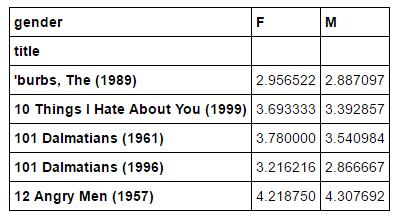 gender F M
title
'burbs, The (1989) 2.956522 2.887097
10 Things I Hate About You (1999) 3.693333 3.392857
101 Dalmatians (1961) 3.780000 3.540984
101 Dalmatians (1996) 3.216216 2.866667
12 Angry Men (1957) 4.218750 4.307692